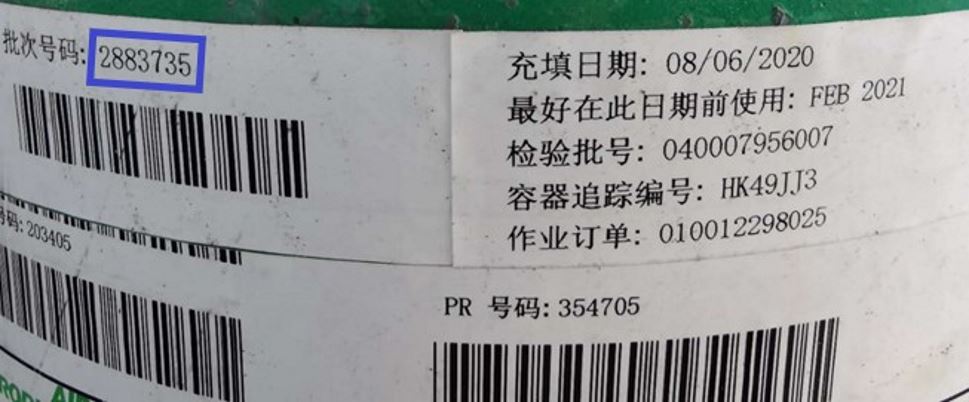 批次号码: 2883735
充填日期: 08/06/2020
最好在此日期前使用: FEB 2021
检验批号: 040007956007
容器追踪编号: HK49JJ3
作业订单: 010012298025
号码: 203405
PR 号码: 354705